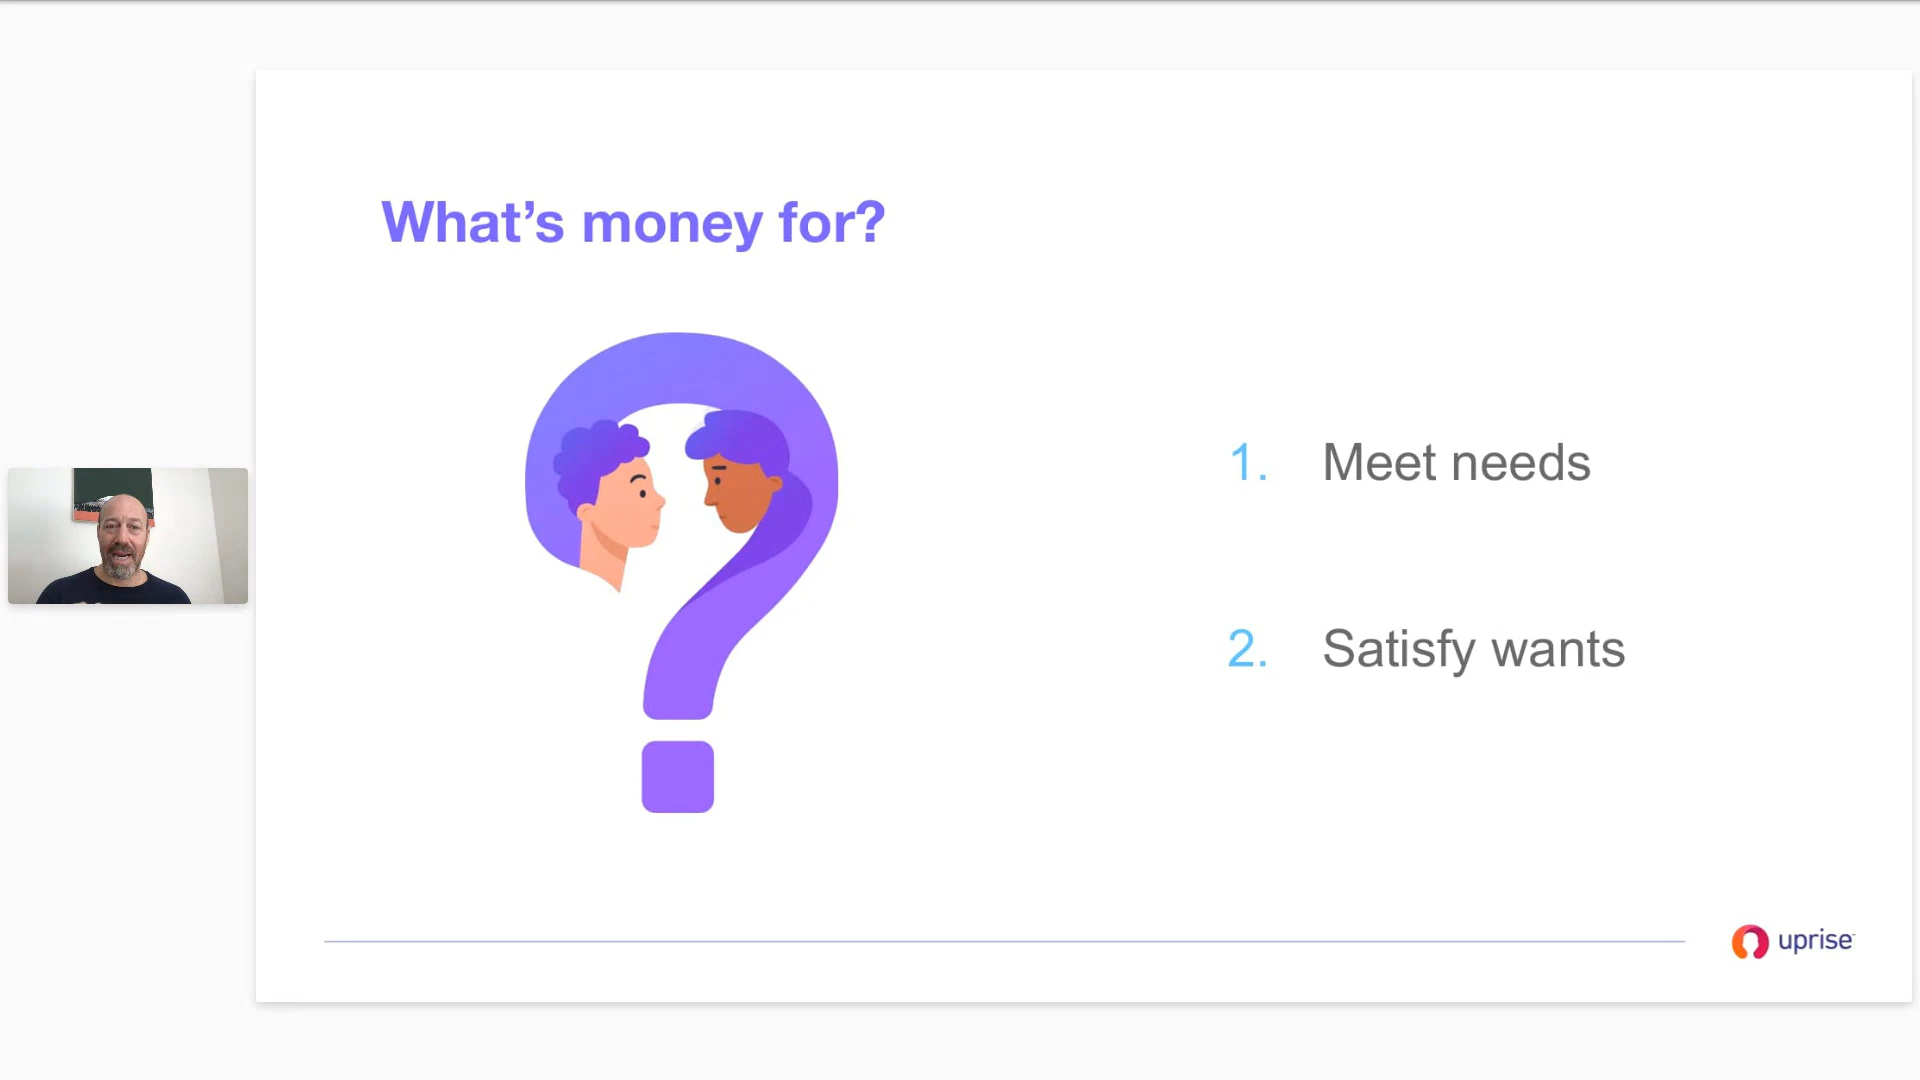 What’s money for?
1. Meet needs
2. Satisfy wants
uprise